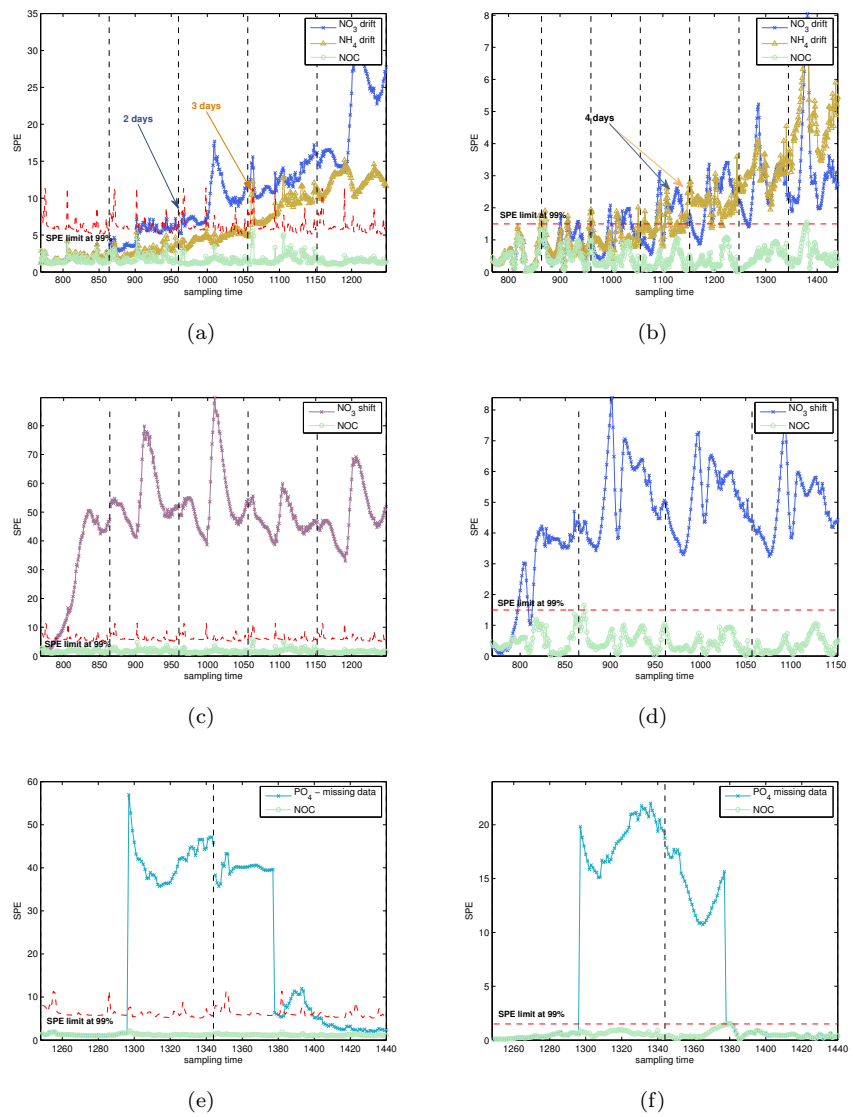 35
30
25
20
15
10
5
0
SPE
NO3 drift
NH4 drift
NOC
2 days
3 days
SPE limit at 99%
800 850 900 950 1000 1050 1100 1150 1200
sampling time
(a)
8
7
6
5
4
3
2
1
0
SPE
NO3 drift
NH4 drift
NOC
4 days
SPE limit at 99%
800 900 1000 1100 1200 1300 1400
sampling time
(b)
80
70
60
50
40
30
20
10
0
SPE
NO3 shift
NOC
SPE limit at 99%
800 850 900 950 1000 1050 1100 1150 1200
sampling time
(c)
8
7
6
5
4
3
2
1
0
SPE
NO3 shift
NOC
SPE limit at 99%
800 850 900 950 1000 1050 1100 1150
sampling time
(d)
60
50
40
30
20
10
0
SPE
PO4 − missing data
NOC
SPE limit at 99%
1260 1280 1300 1320 1340 1360 1380 1400 1420 1440
sampling time
(e)
20
15
10
5
0
SPE
PO4 missing data
NOC
SPE limit at 99%
1260 1280 1300 1320 1340 1360 1380 1400 1420 1440
sampling time
(f)